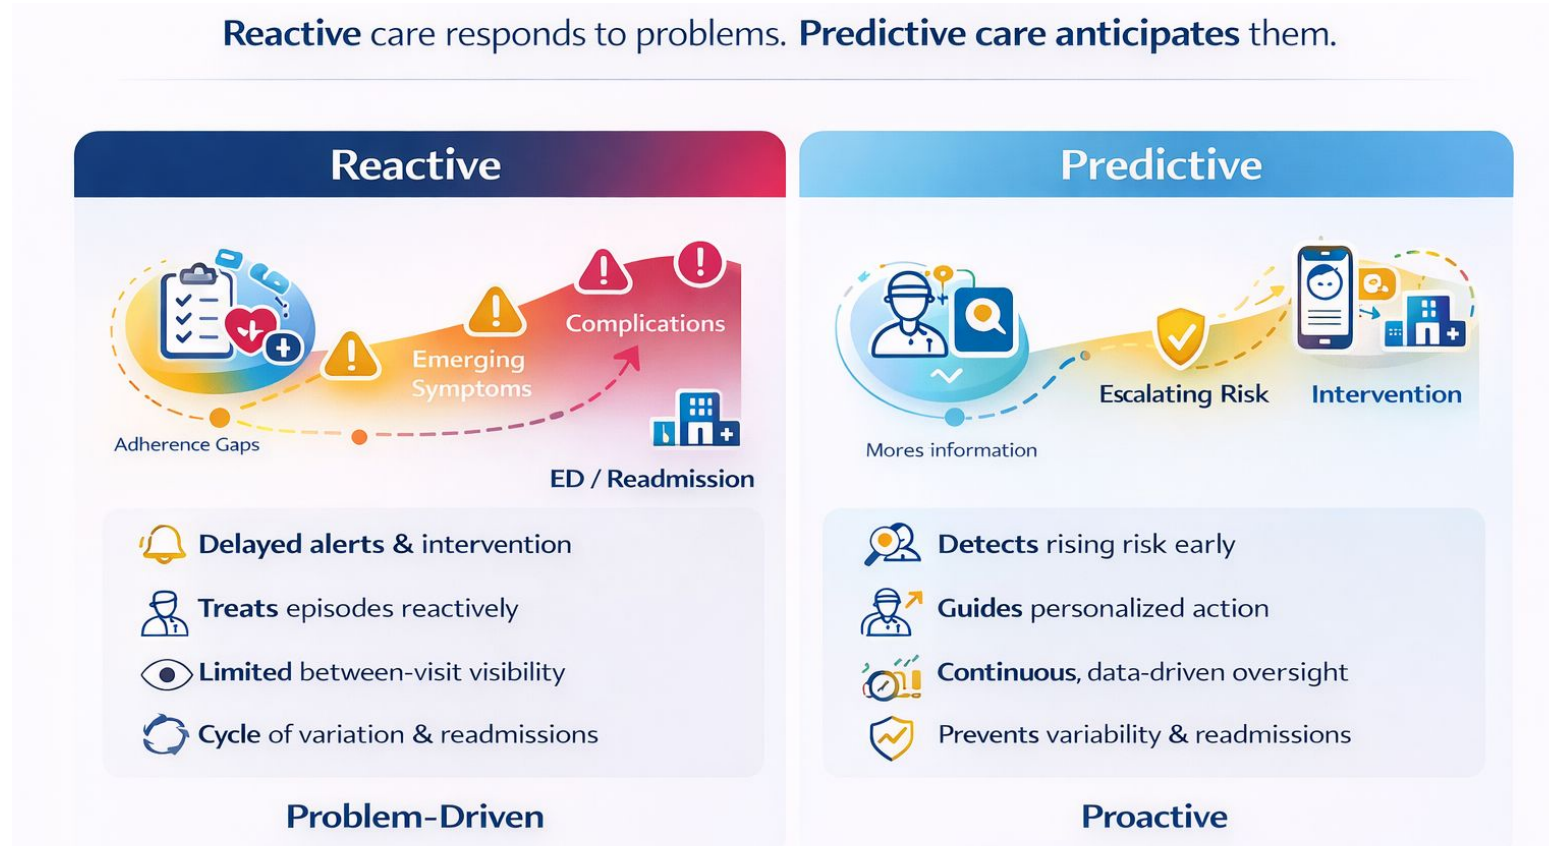 Reactive care responds to problems. Predictive care anticipates them.
Reactive
Adherence Gaps
Emerging
Symptoms
Complications
ED / Readmission
Delayed alerts & intervention
Treats episodes reactively
Limited between-visit visibility
Cycle of variation & readmissions
Problem-Driven
Predictive
Mores information
Escalating Risk
Intervention
Detects rising risk early
Guides personalized action
Continuous, data-driven oversight
Prevents variability & readmissions
Proactive